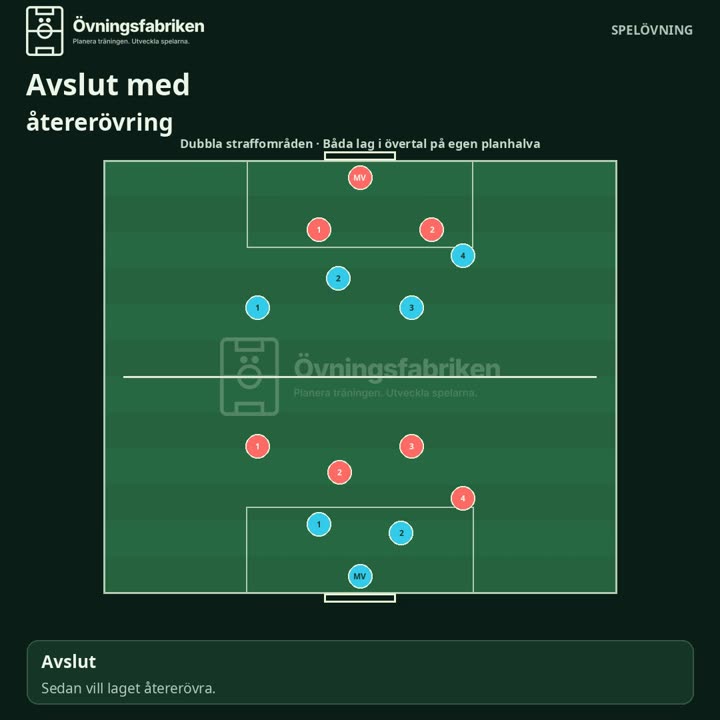 Övningsfabriken
Planera träningen. Utveckla spelarna.
SPELÖVNING
Avslut med
återerövring
Dubbla straffområden · Båda lag i övertal på egen planhalva
MV
1
2
4
2
1
3
Övningsfabriken
Planera träningen. Utveckla spelarna.
1
3
2
4
1
2
MV
Avslut
Sedan vill laget återerövra.